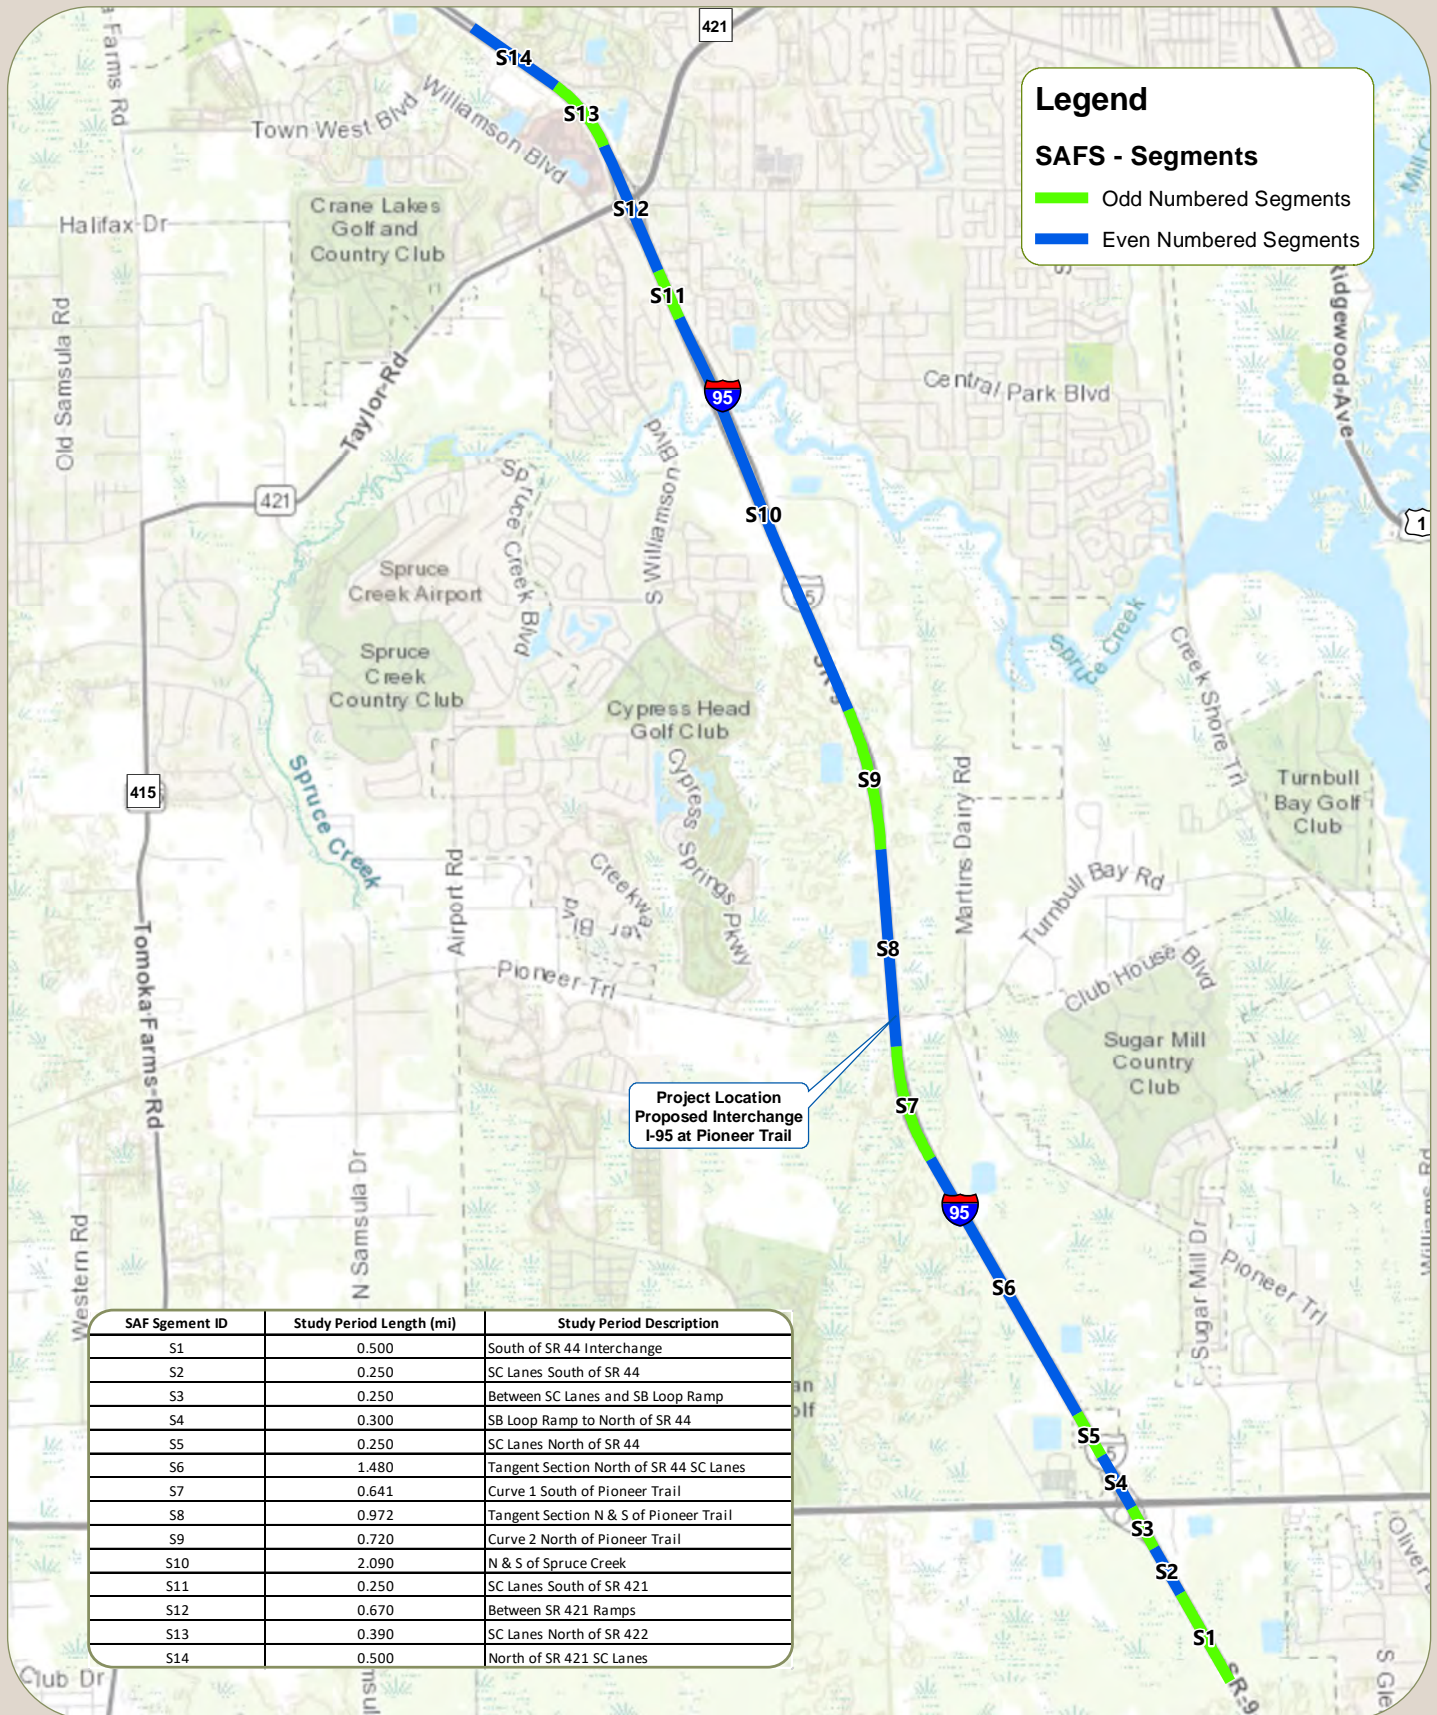 421
Legend
SAFS - Segments
Odd Numbered Segments
Even Numbered Segments
Farms Rd
S14
S13
Williamson Blvd
Town West Blvd
S12
Halifax Dr
Crane Lakes
Golf and
Country Club
S11
Old Samsula Rd
Taylor Rd
95
Central Park Blvd
Ridgewood Ave
421
Spruce Creek Blvd
S Williamson Blvd
S10
1
Spruce
Creek Airport
Spruce Creek
Creek Shore Trl
Spruce
Creek
Country Club
Cypress Head
Golf Club
S9
415
Spruce Creek
Cypress Springs Pkwy
Martins Dairy Rd
Turnbull
Bay Golf
Club
Airport Rd
Creekwater Blvd
Turnbull Bay Rd
S8
Pioneer Trl
Club House Blvd
Tomoka Farms Rd
Sugar Mill
Country
Club
Project Location
Proposed Interchange
I-95 at Pioneer Trail
S7
95
Western Rd
N Samsula Dr
S6
Sugar Mill Dr
Pioneer Trl
Williams Rd
SAF Sgement ID Study Period Length (mi) Study Period Description
S1 0.500 South of SR 44 Interchange
S2 0.250 SC Lanes South of SR 44
S3 0.250 Between SC Lanes and SB Loop Ramp
S4 0.300 SB Loop Ramp to North of SR 44
S5 0.250 SC Lanes North of SR 44
S6 1.480 Tangent Section North of SR 44 SC Lanes
S7 0.641 Curve 1 South of Pioneer Trail
S8 0.972 Tangent Section N & S of Pioneer Trail
S9 0.720 Curve 2 North of Pioneer Trail
S10 2.090 N & S of Spruce Creek
S11 0.250 SC Lanes South of SR 421
S12 0.670 Between SR 421 Ramps
S13 0.390 SC Lanes North of SR 422
S14 0.500 North of SR 421 SC Lanes
S5
S4
S3
S2
S1
SR-9
Oliver
S Gle
Club Dr